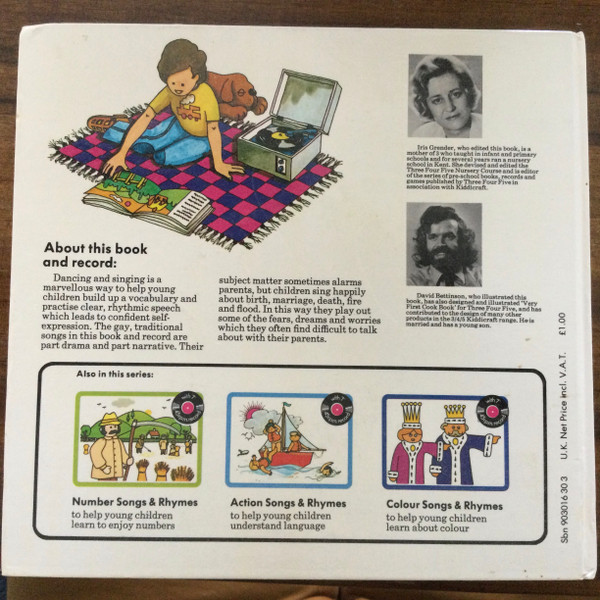 Iris Grender, who edited this book, is a
mother of 3 who taught in infant and primary
schools and for several years ran a nursery
school in Kent. She devised and edited the
Three Four Five Nursery Course and is editor
of the series of pre-school books, records and
games published by Three Four Five in
association with Kiddicraft.
David Bettinson, who illustrated this
book, has also designed and illustrated 'Very
First Cook Book' for Three Four Five, and has
contributed to the design of many other
products in the 3/4/5 Kiddicraft range. He is
married and has a young son.
About this book
and record:
Dancing and singing is a
marvellous way to help young
children build up a vocabulary and
practise clear, rhythmic speech
which leads to confident self-
expression. The gay, traditional
songs in this book and record are
part drama and part narrative. Their
subject matter sometimes alarms
parents, but children sing happily
about birth, marriage, death, fire
and flood. In this way they play out
some of the fears, dreams and worries
which they often find difficult to talk
about with their parents.
Also in this series:
with 7"
with 7"
with 7"
Number Songs & Rhymes
to help young children
learn to enjoy numbers
Action Songs & Rhymes
to help young children
understand language
Colour Songs & Rhymes
to help young children
learn about colour
Sbn 903016 30 3 U.K. Net Price incl. V.A.T. £1.00